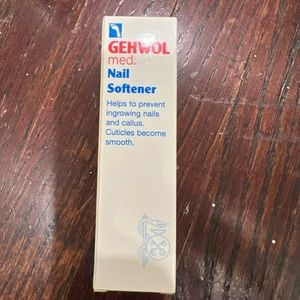 GEHWOL
med.
Nail
Softener
Helps to prevent
ingrowing nails
and callus.
Cuticles become
smooth.